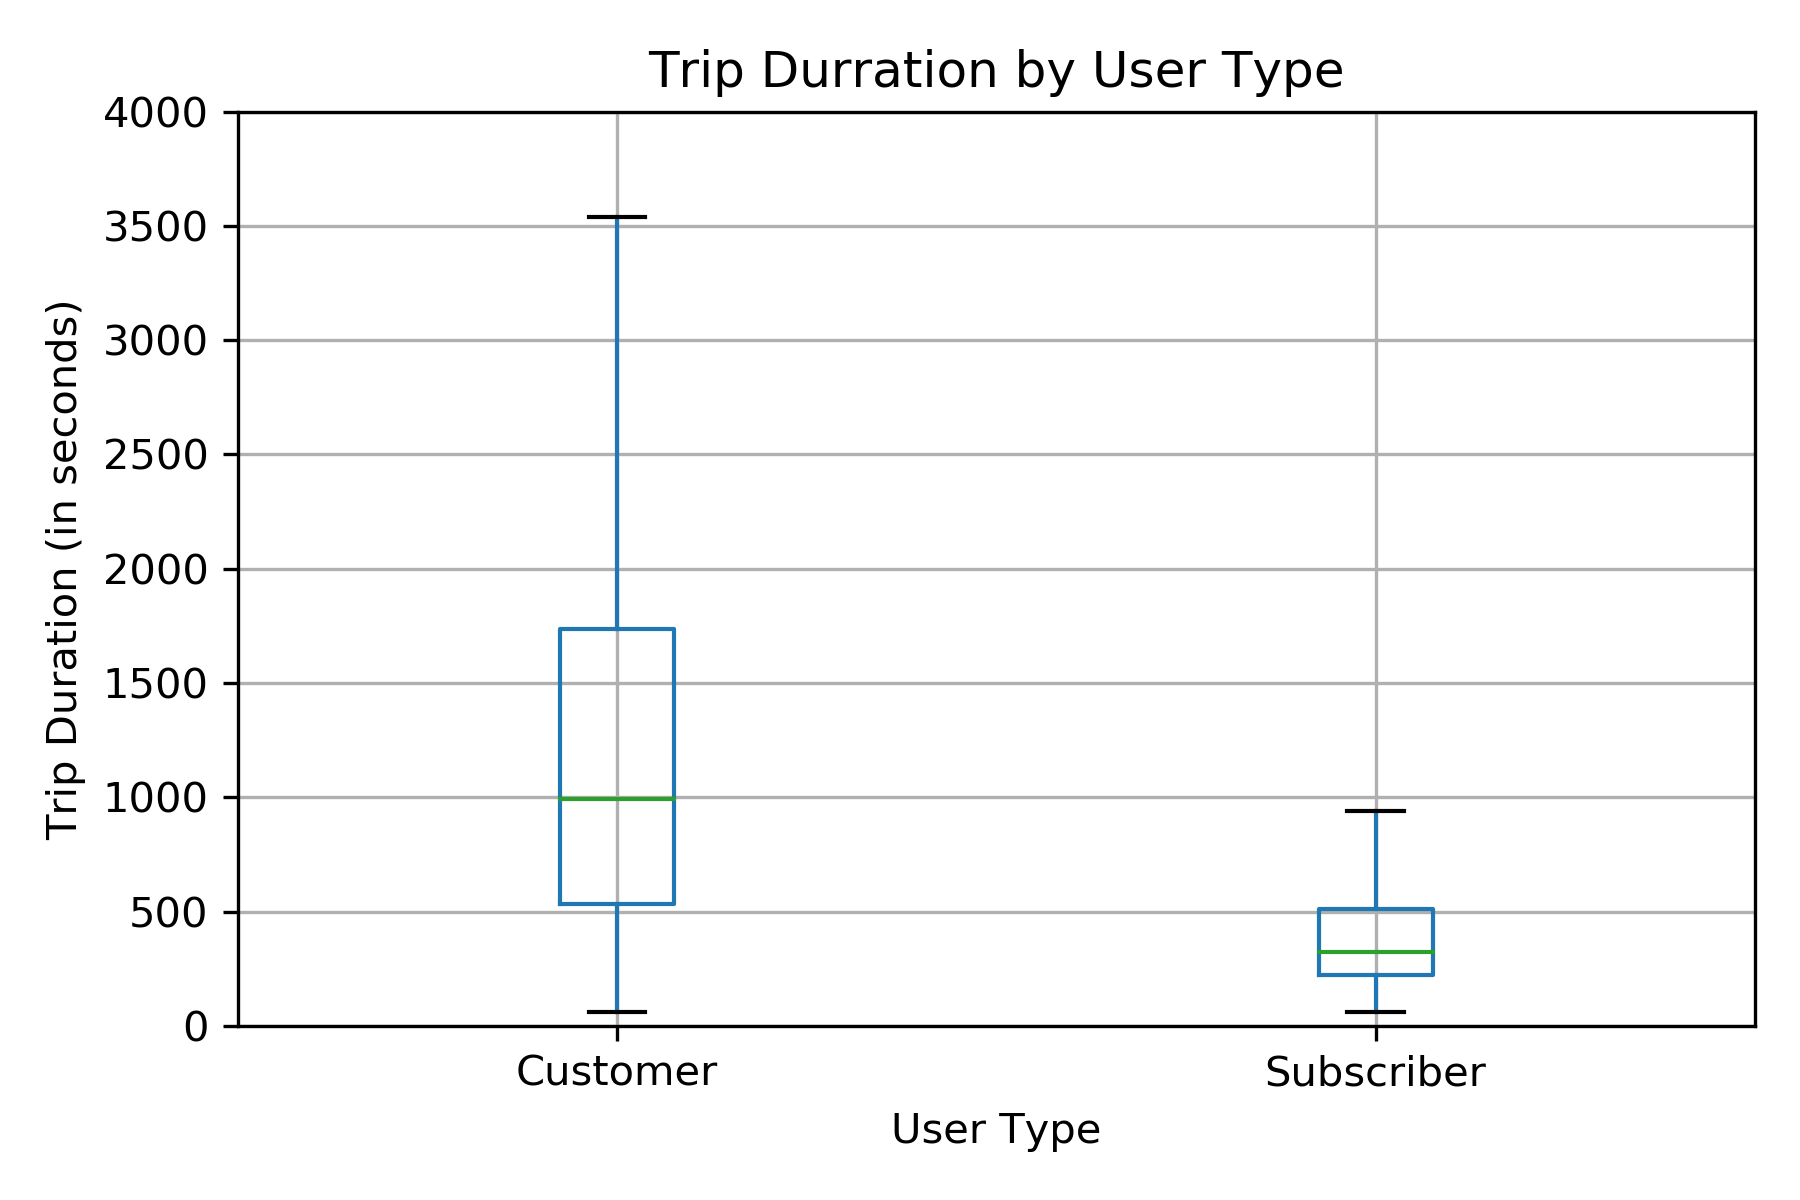 Trip Durration by User Type
4000
3500
3000
2500
2000
1500
1000
500
0
Trip Duration (in seconds)
Customer
Subscriber
User Type